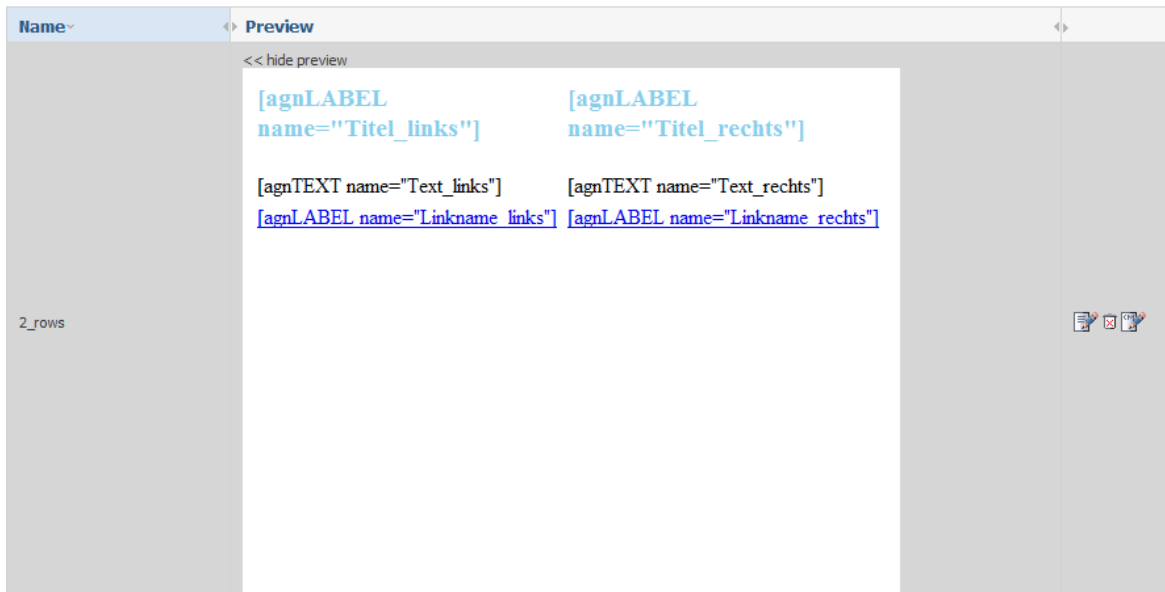 Name Preview
<< hide preview
[agnLABEL name="Titel_links"]
[agnLABEL name="Titel_rechts"]
[agnTEXT name="Text_links"] [agnTEXT name="Text_rechts"]
[agnLABEL name="Linkname_links"] [agnLABEL name="Linkname_rechts"]
2_rows